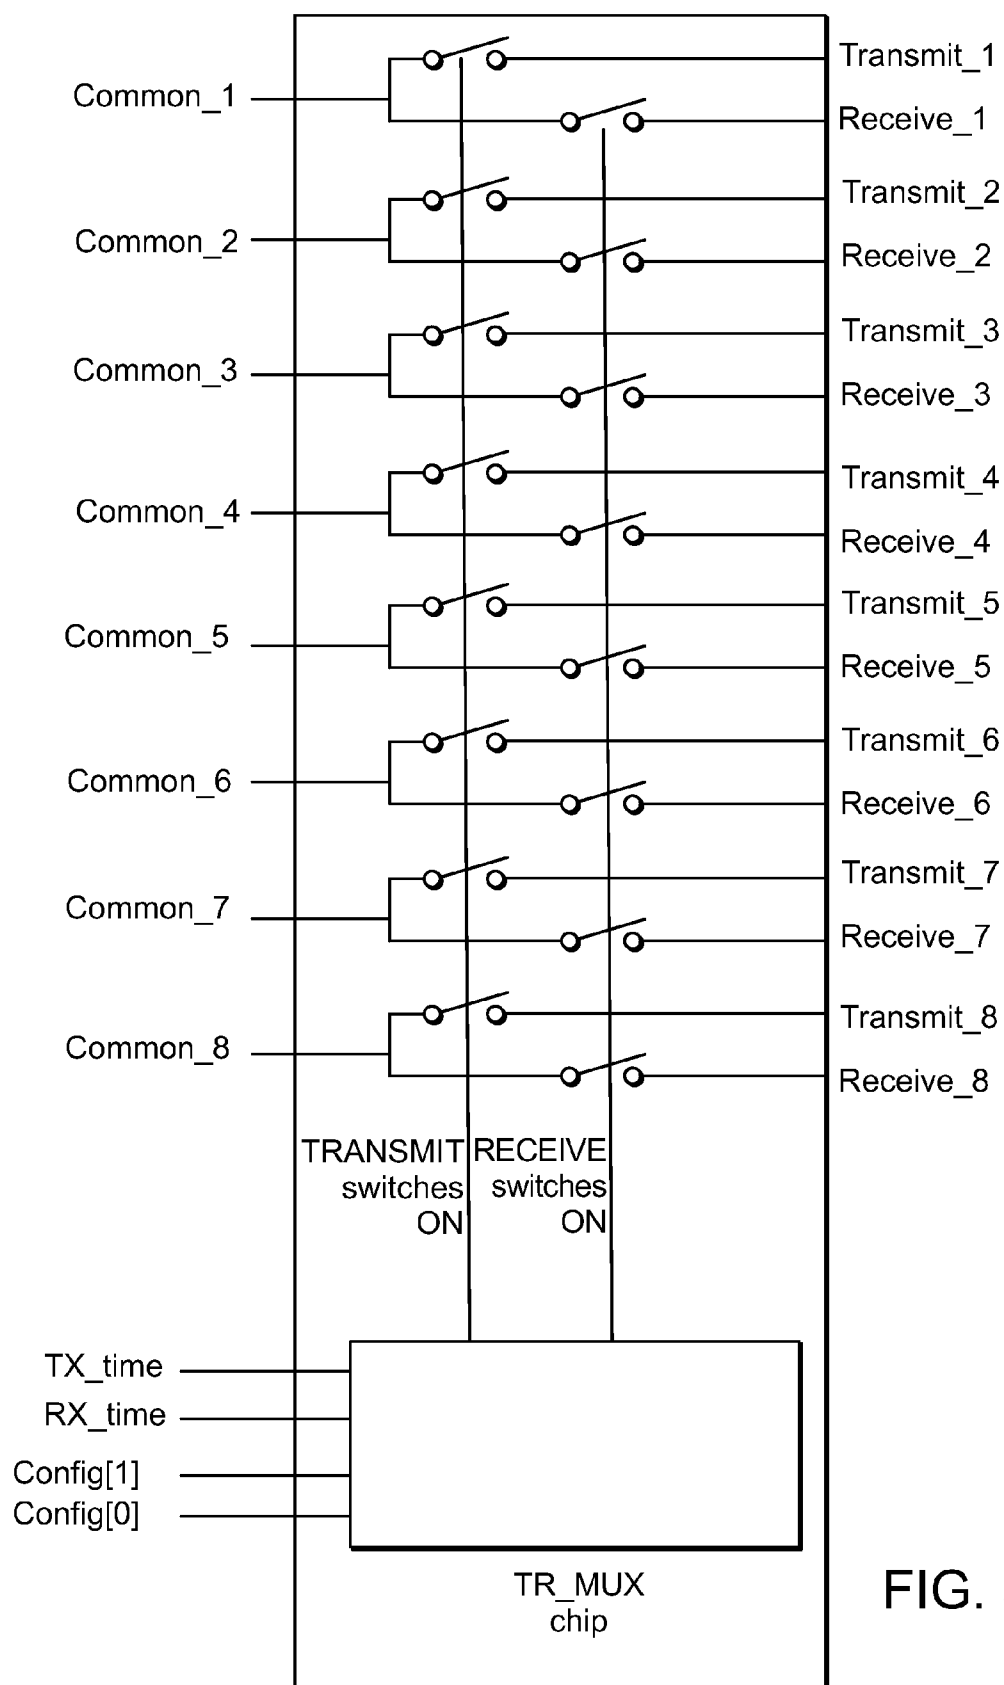 Transmit_1
Common_1
Receive_1
Transmit_2
Common_2
Receive_2
Transmit_3
Common_3
Receive_3
Transmit_4
Common_4
Receive_4
Transmit_5
Common_5
Receive_5
Transmit_6
Common_6
Receive_6
Transmit_7
Common_7
Receive_7
Transmit_8
Common_8
Receive_8
TRANSMIT
switches
ON
RECEIVE
switches
ON
TX_time
RX_time
Config[1]
Config[0]
TR_MUX
chip
FIG.